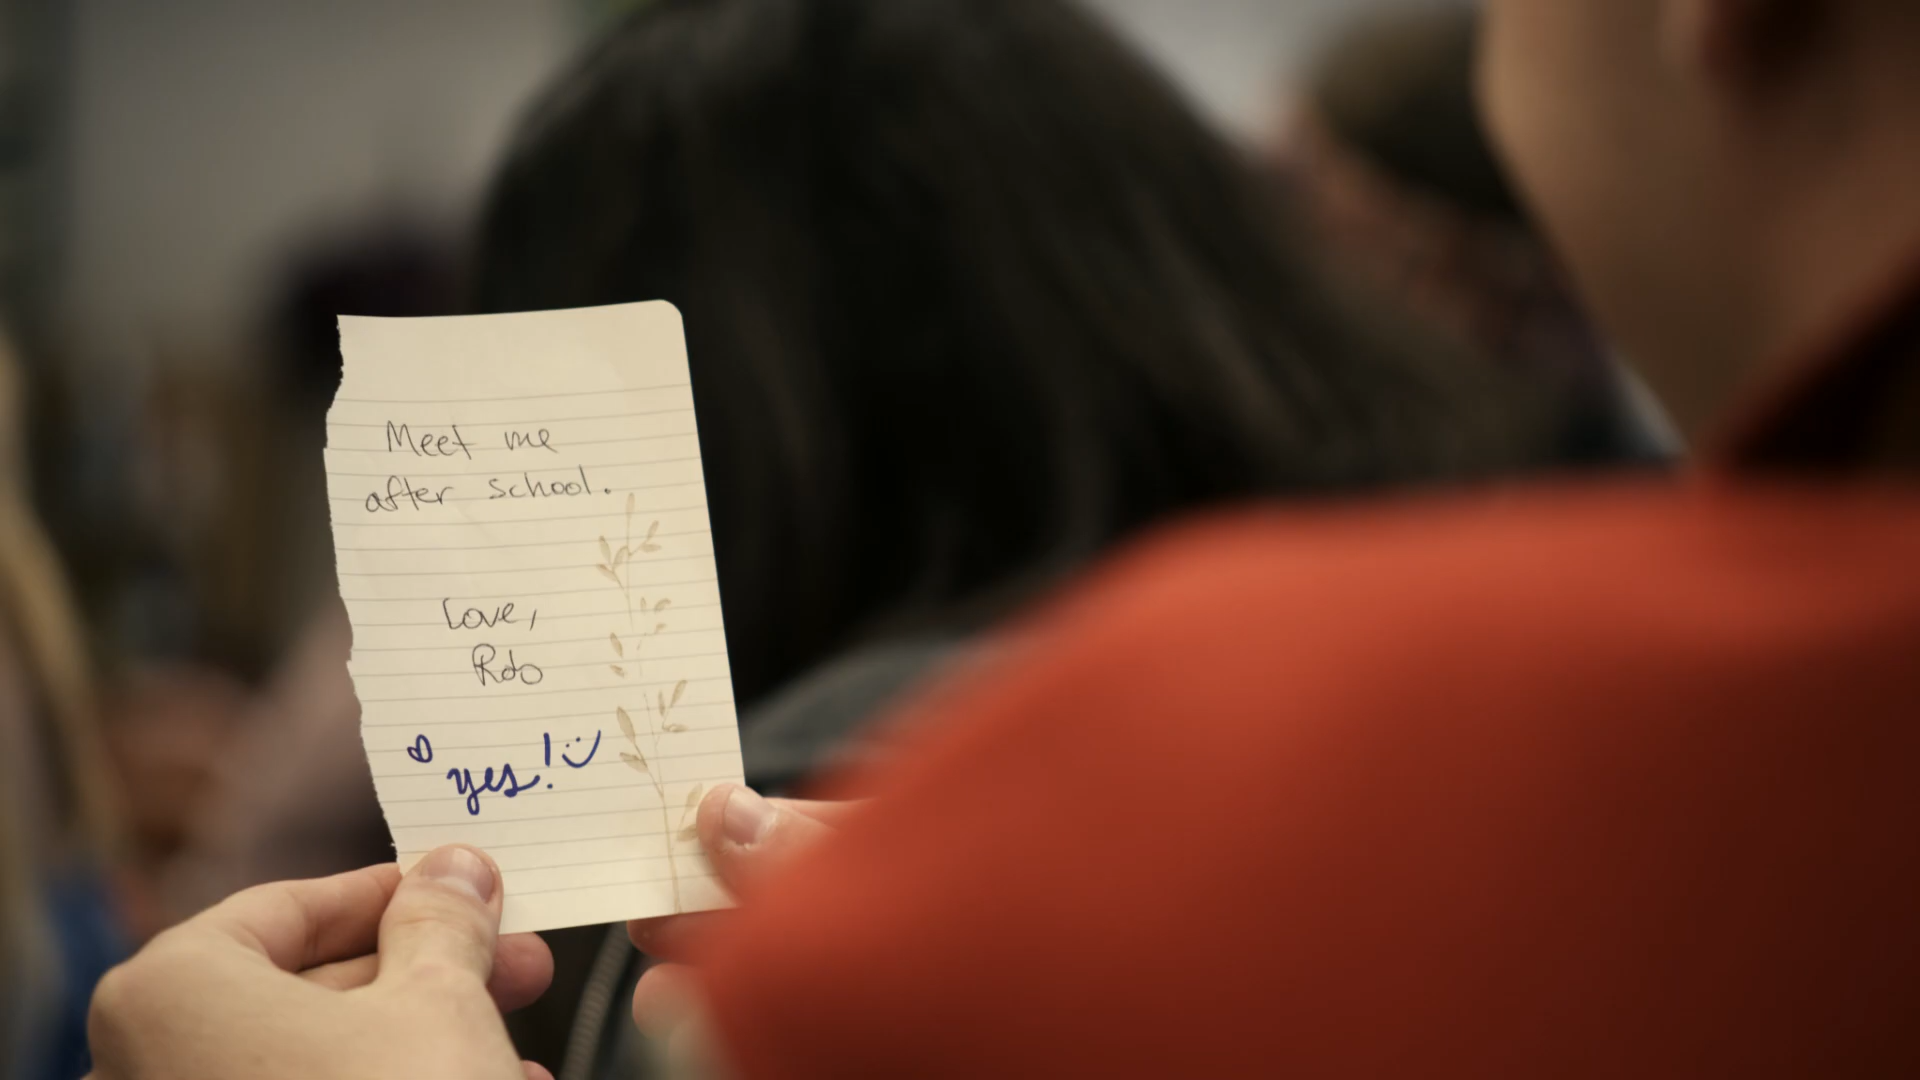 Meet me
after school.
Love,
Rob
yes!